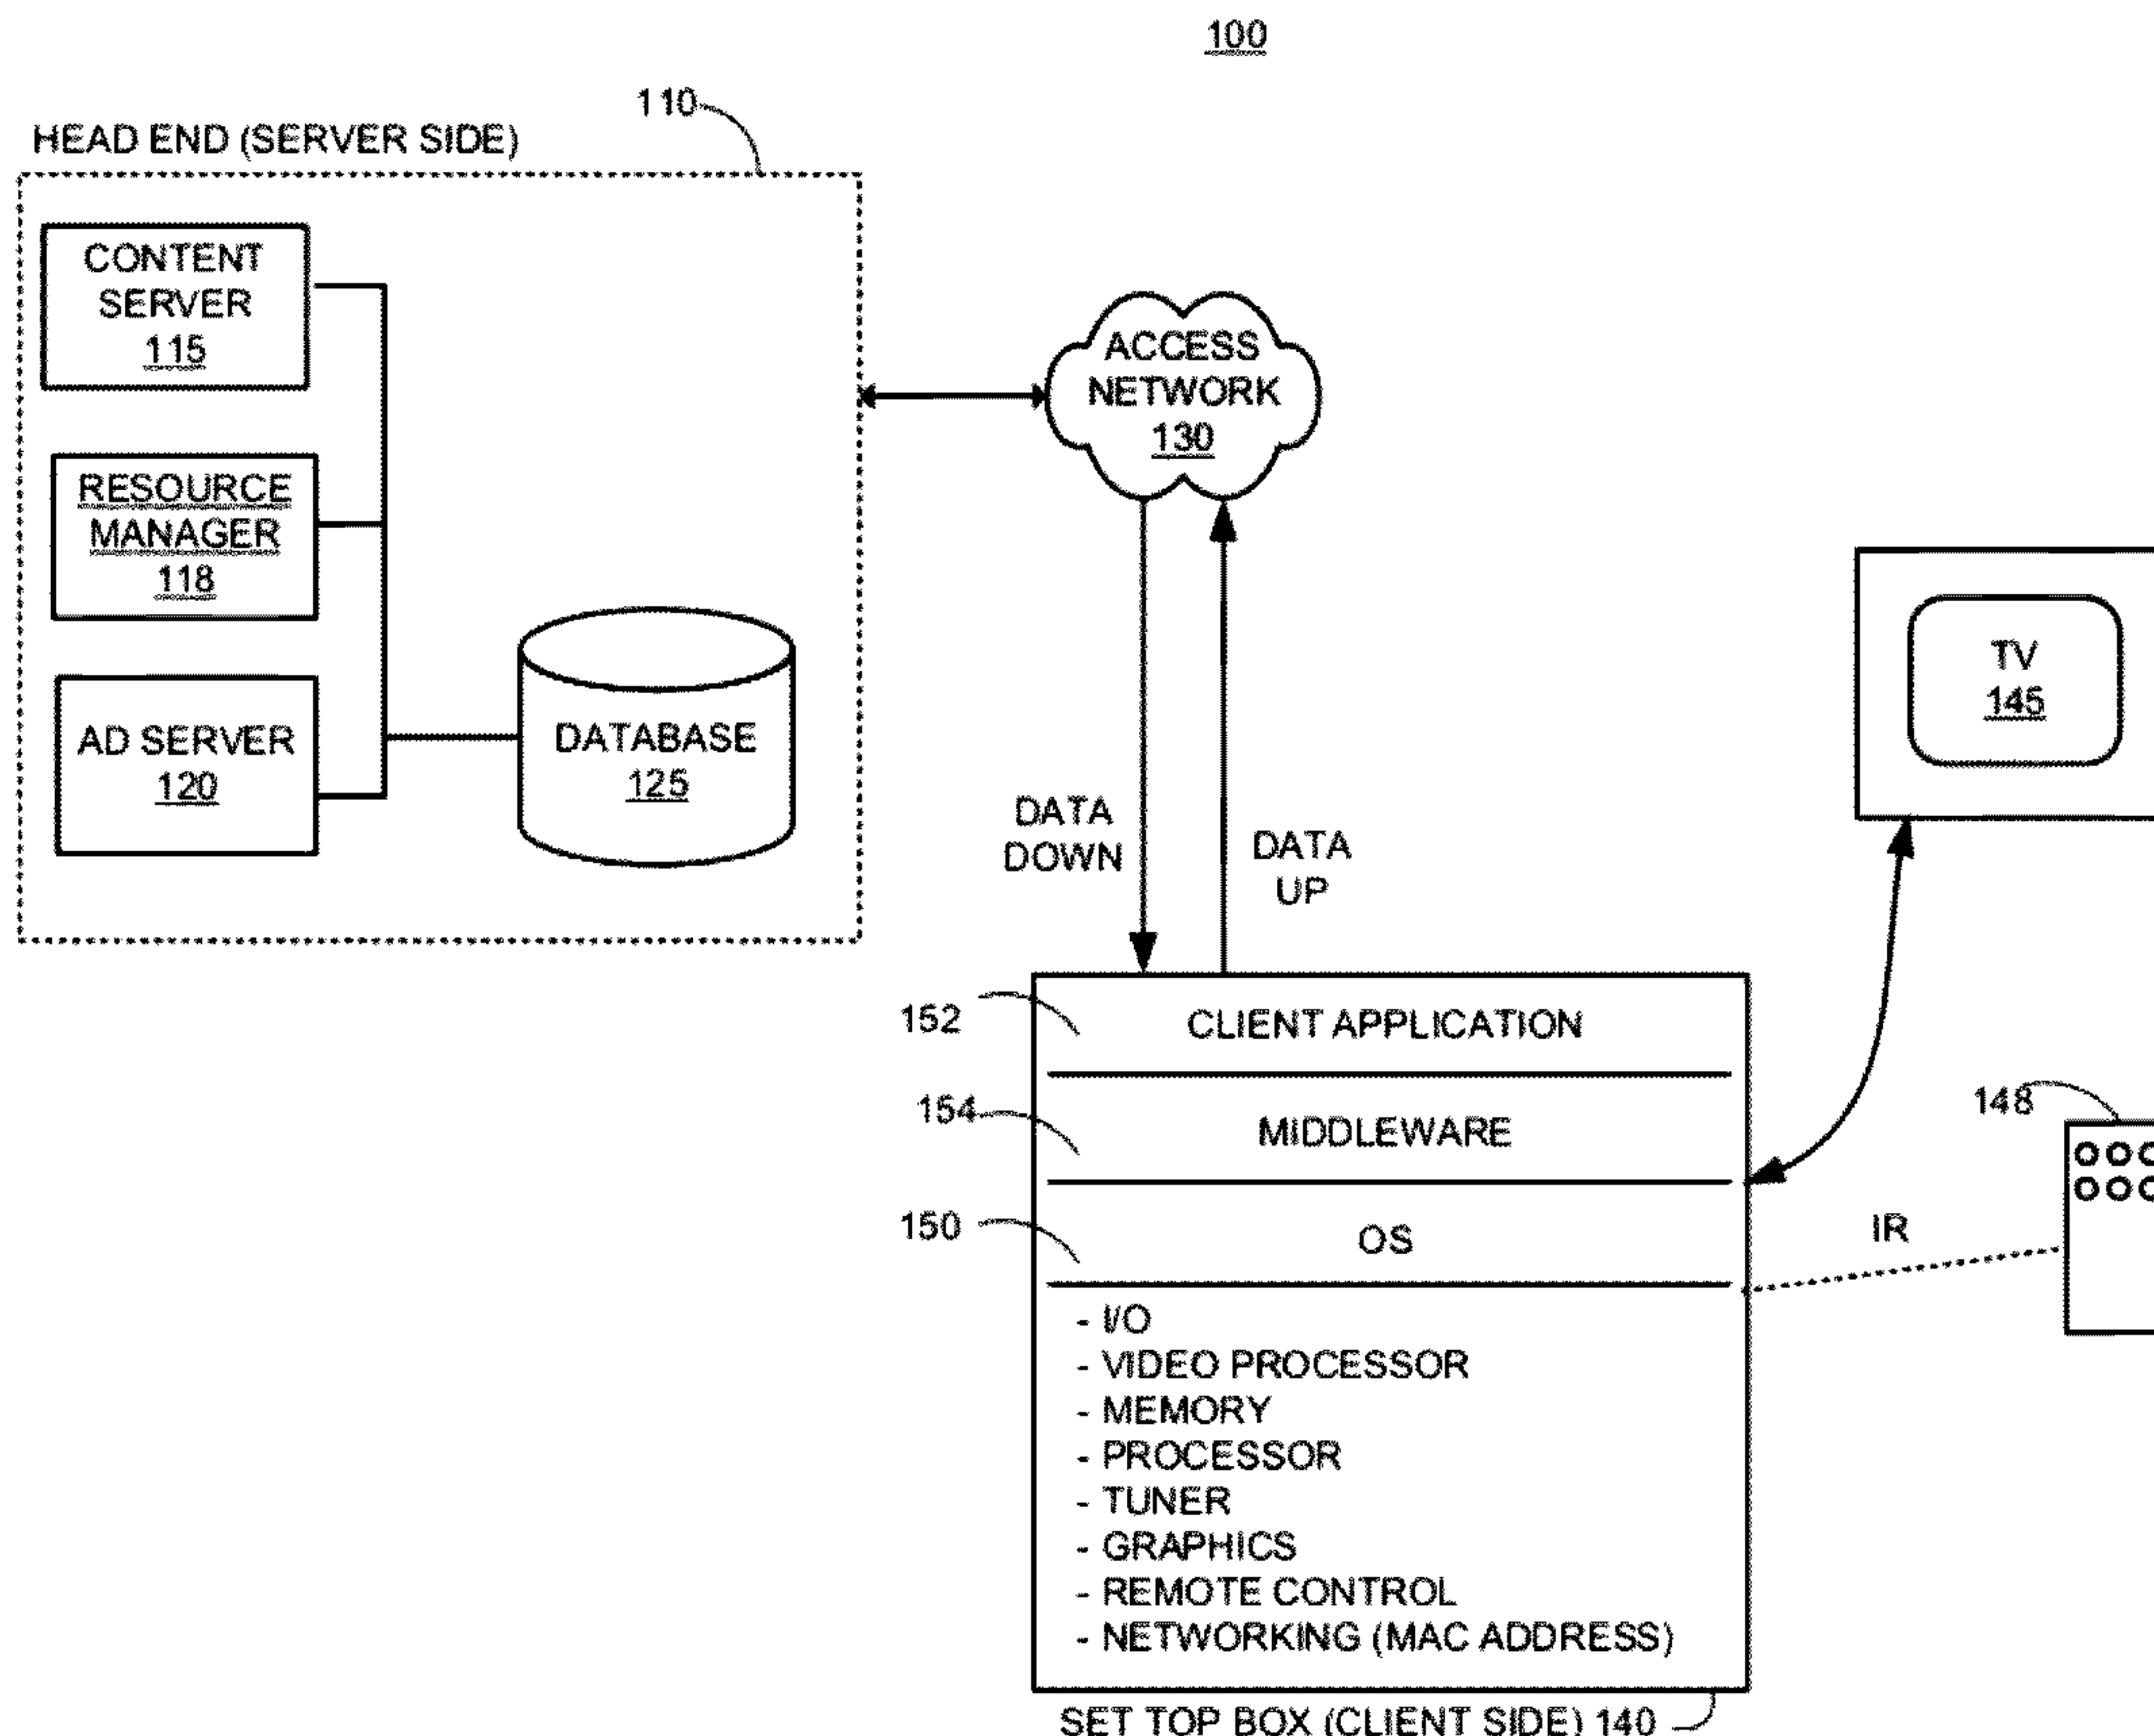 100
110
HEAD END (SERVER SIDE)
CONTENT
SERVER
115
RESOURCE
MANAGER
118
AD SERVER
120
DATABASE
125
ACCESS
NETWORK
130
DATA
DOWN
DATA
UP
TV
145
152
CLIENT APPLICATION
154
MIDDLEWARE
150
OS
148
IR
- I/O
- VIDEO PROCESSOR
- MEMORY
- PROCESSOR
- TUNER
- GRAPHICS
- REMOTE CONTROL
- NETWORKING (MAC ADDRESS)
SET TOP BOX (CLIENT SIDE) 140